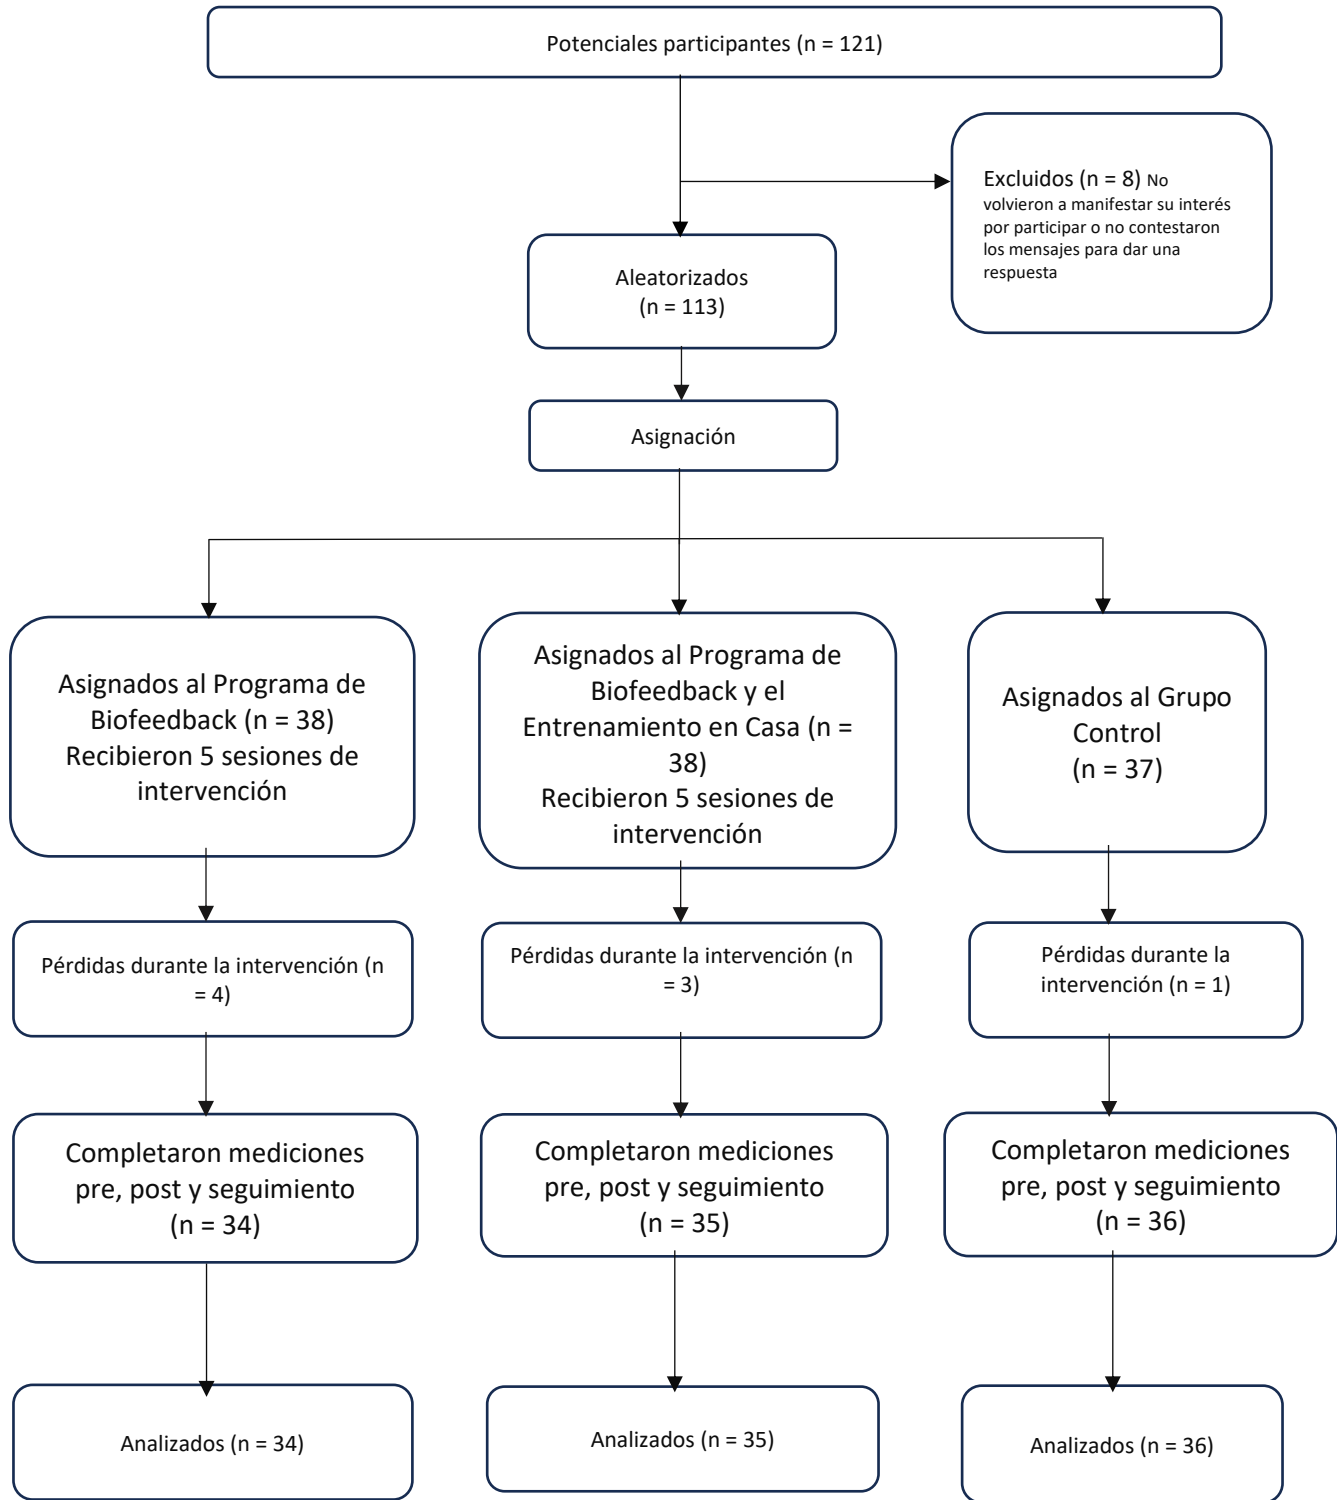 Potenciales participantes (n = 121)
Excluidos (n = 8) No
volvieron a manifestar su interés
por participar o no contestaron
los mensajes para dar una
respuesta
Aleatorizados
(n = 113)
Asignación
Asignados al Programa de
Biofeedback (n = 38)
Recibieron 5 sesiones de
intervención
Asignados al Programa de
Biofeedback y el
Entrenamiento en Casa (n =
38)
Recibieron 5 sesiones de
intervención
Asignados al Grupo
Control
(n = 37)
Pérdidas durante la intervención (n
= 4)
Pérdidas durante la intervención (n
= 3)
Pérdidas durante la
intervención (n = 1)
Completaron mediciones
pre, post y seguimiento
(n = 34)
Completaron mediciones
pre, post y seguimiento
(n = 35)
Completaron mediciones
pre, post y seguimiento
(n = 36)
Analizados (n = 34)
Analizados (n = 35)
Analizados (n = 36)